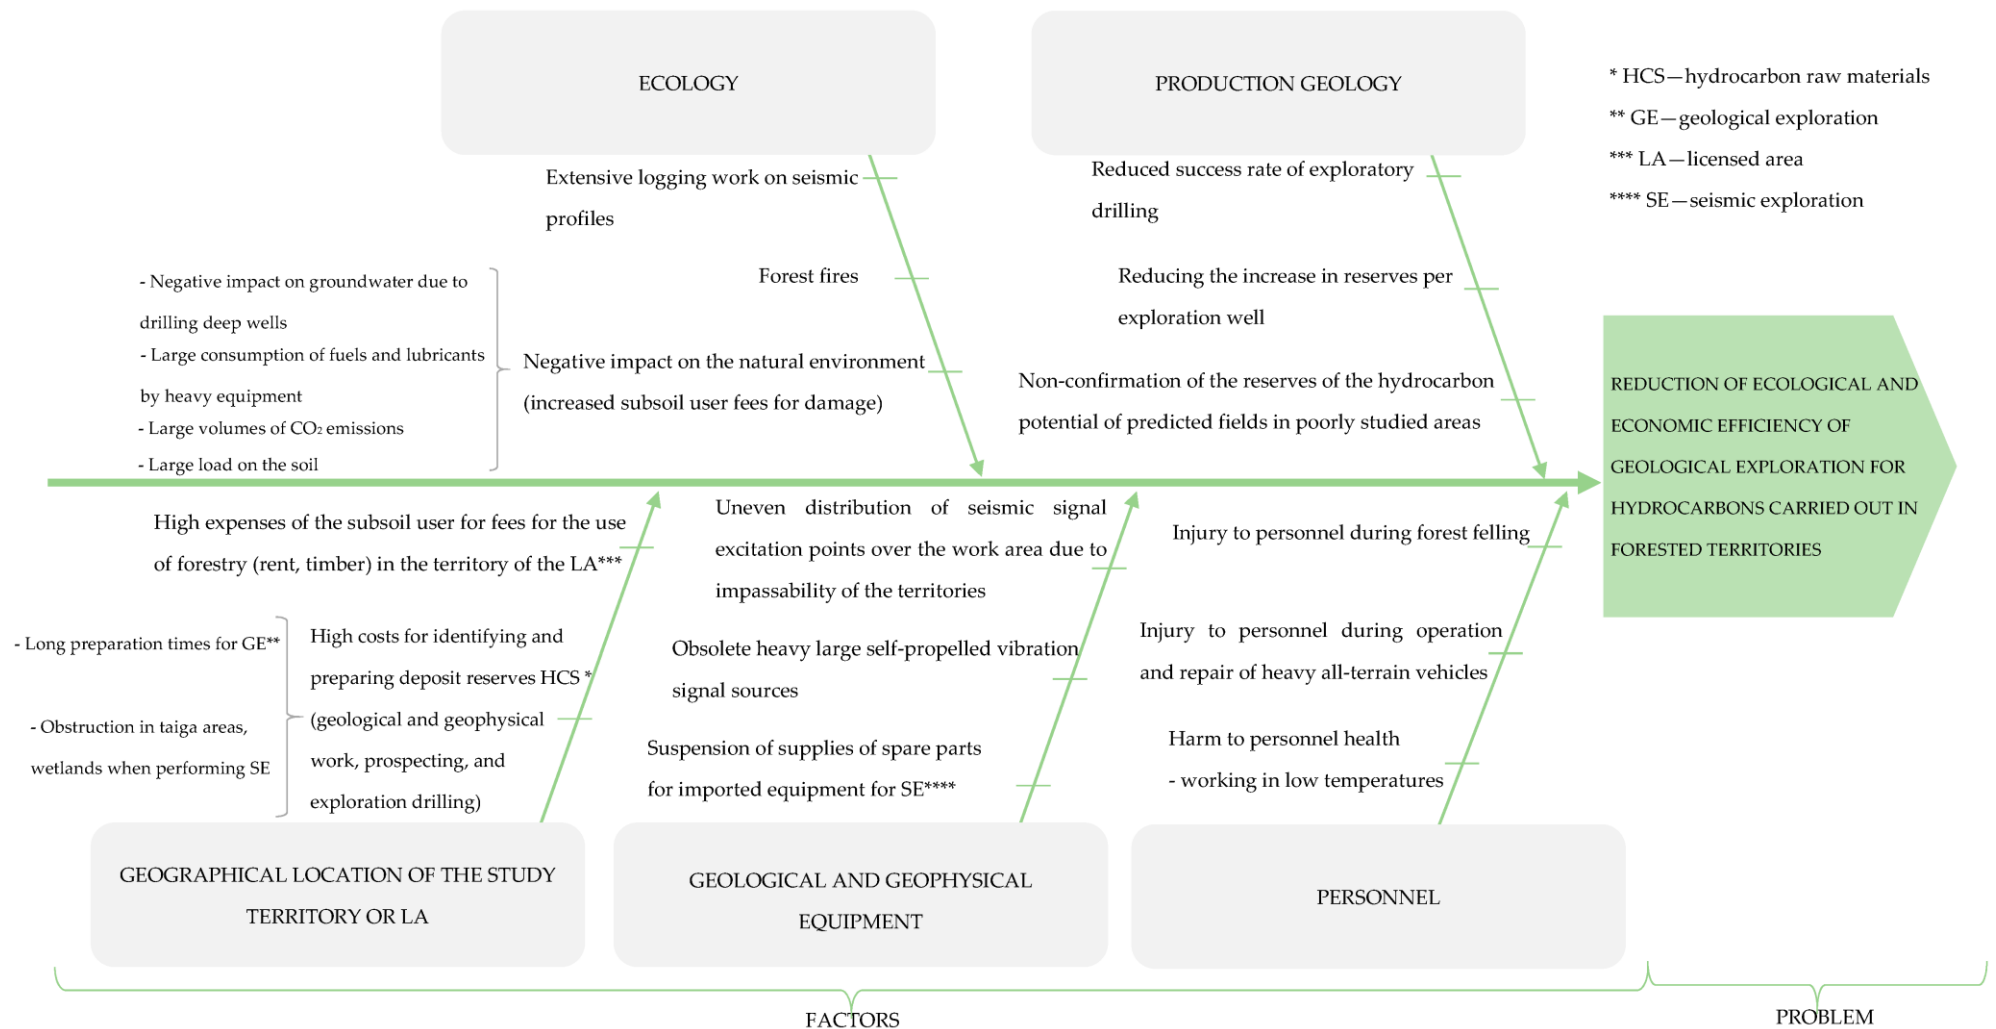 ECOLOGY
PRODUCTION GEOLOGY
* HCS—hydrocarbon raw materials
** GE—geological exploration
*** LA—licensed area
**** SE—seismic exploration
Extensive logging work on seismic
profiles
Forest fires
Negative impact on the natural environment
(increased subsoil user fees for damage)
- Negative impact on groundwater due to
drilling deep wells
- Large consumption of fuels and lubricants
by heavy equipment
- Large volumes of CO₂ emissions
- Large load on the soil
Reduced success rate of exploratory
drilling
Reducing the increase in reserves per
exploration well
Non-confirmation of the reserves of the hydrocarbon
potential of predicted fields in poorly studied areas
REDUCTION OF ECOLOGICAL AND
ECONOMIC EFFICIENCY OF
GEOLOGICAL EXPLORATION FOR
HYDROCARBONS CARRIED OUT IN
FORESTED TERRITORIES
High expenses of the subsoil user for fees for the use
of forestry (rent, timber) in the territory of the LA***
- Long preparation times for GE**
- Obstruction in taiga areas,
wetlands when performing SE
High costs for identifying and
preparing deposit reserves HCS *
(geological and geophysical
work, prospecting, and
exploration drilling)
Uneven distribution of seismic signal
excitation points over the work area due to
impassability of the territories
Obsolete heavy large self-propelled vibration
signal sources
Suspension of supplies of spare parts
for imported equipment for SE****
Injury to personnel during forest felling
Injury to personnel during operation
and repair of heavy all-terrain vehicles
Harm to personnel health
- working in low temperatures
GEOGRAPHICAL LOCATION OF THE STUDY
TERRITORY OR LA
GEOLOGICAL AND GEOPHYSICAL
EQUIPMENT
PERSONNEL
FACTORS
PROBLEM